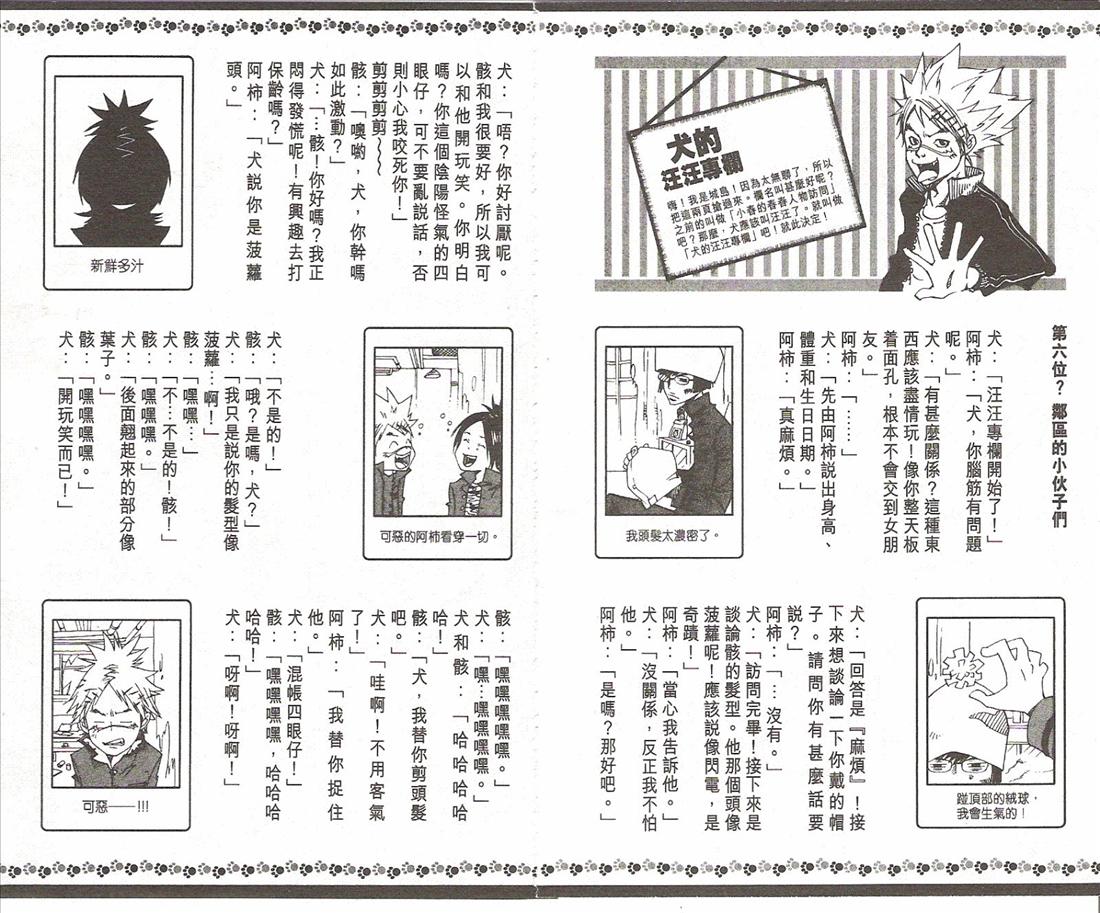 犬的
汪汪專欄
嗨！我是城島！因為太無聊了，所以
把這兩頁搶過來。欄名叫甚麼好呢？
之前的叫做「小春的春春人物訪問」
吧？那麼，犬應該叫汪汪了。就叫做
「犬的汪汪專欄」吧！就此決定！
第六位？ 鄰區的小伙子們
犬：「汪汪專欄開始了！」
阿柿：「犬，你腦筋有問題
呢。」
犬：「有甚麼關係？這種東
西應該盡情玩！像你整天板
着面孔，根本不會交到女朋
友。」
阿柿：「……」
犬：「先由阿柿說出身高、
體重和生日日期。」
阿柿：「真麻煩。」
我頭髮太濃密了。
犬：「回答是『麻煩』！接
下來想談論一下你戴的帽
子。請問你有甚麼話要
說？」
阿柿：「…沒有。」
犬：「訪問完畢！接下來是
談論骸的髮型。他那個頭像
菠蘿呢！應該說像閃電，是
奇蹟！」
阿柿：「當心我告訴他。」
犬：「沒關係，反正我不怕
他。」
阿柿：「是嗎？那好吧。」
踫頂部的絨球，
我會生氣的！
犬：「唔？你好討厭呢。
骸和我很要好，所以我可
以和他開玩笑。你明白
嗎？你這個陰陽怪氣的四
眼仔，可不要亂說話，否
則小心我咬死你！」
剪剪剪剪～～
骸：「噢喲，犬，你幹嗎
如此激動？」
犬：「…骸！你好嗎？我正
悶得發慌呢！有興趣去打
保齡嗎？」
阿柿：「犬說你是菠蘿
頭。」
新鮮多汁
可惡的阿柿看穿一切。
犬：「不是的！」
骸：「哦？是嗎，犬？」
犬：「我只是說你的髮型像
菠蘿…啊！」
骸：「嘿嘿…」
犬：「不…不是的！骸！」
骸：「嘿嘿嘿。」
犬：「後面翹起來的部分像
葉子。」
骸：「嘿嘿嘿嘿。」
犬：「開玩笑而已！」
骸：「嘿嘿嘿嘿嘿。」
犬：「嘿…嘿嘿嘿嘿。」
犬和骸：「哈哈哈哈
哈！」
骸：「犬，我替你剪頭髮
吧。」
犬：「哇啊！不用客氣
了！」
阿柿：「我替你捉住
他。」
犬：「混帳四眼仔！」
骸：「嘿嘿嘿嘿，哈哈哈
哈哈！」
犬：「呀啊！呀啊！」
可惡——!!!